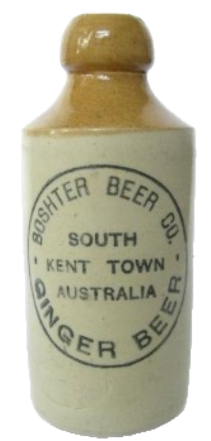 BOSHTER BEER CO.
SOUTH
· KENT TOWN ·
AUSTRALIA
GINGER BEER